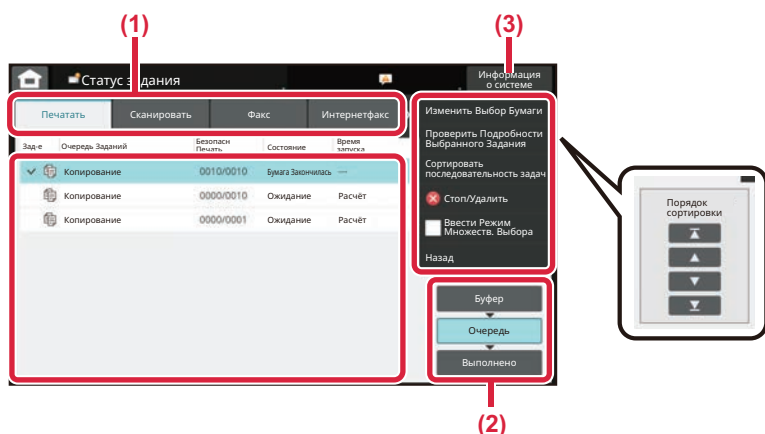 (1)
(3)
Статус задания
Информация
о системе
Печатать
Сканировать
Факс
Интернетфакс
Зад-е
Очередь Заданий
Безопасн
Печать
Состояние
Время
запуска
Копирование
0010/0010
Бумага Закончилась
---
Копирование
0000/0010
Ожидание
Расчёт
Копирование
0000/0001
Ожидание
Расчёт
Изменить Выбор Бумаги
Проверить Подробности
Выбранного Задания
Сортировать
последовательность задач
Стоп/Удалить
Ввести Режим
Множеств. Выбора
Назад
Буфер
Очередь
Выполнено
(2)
Порядок
сортировки